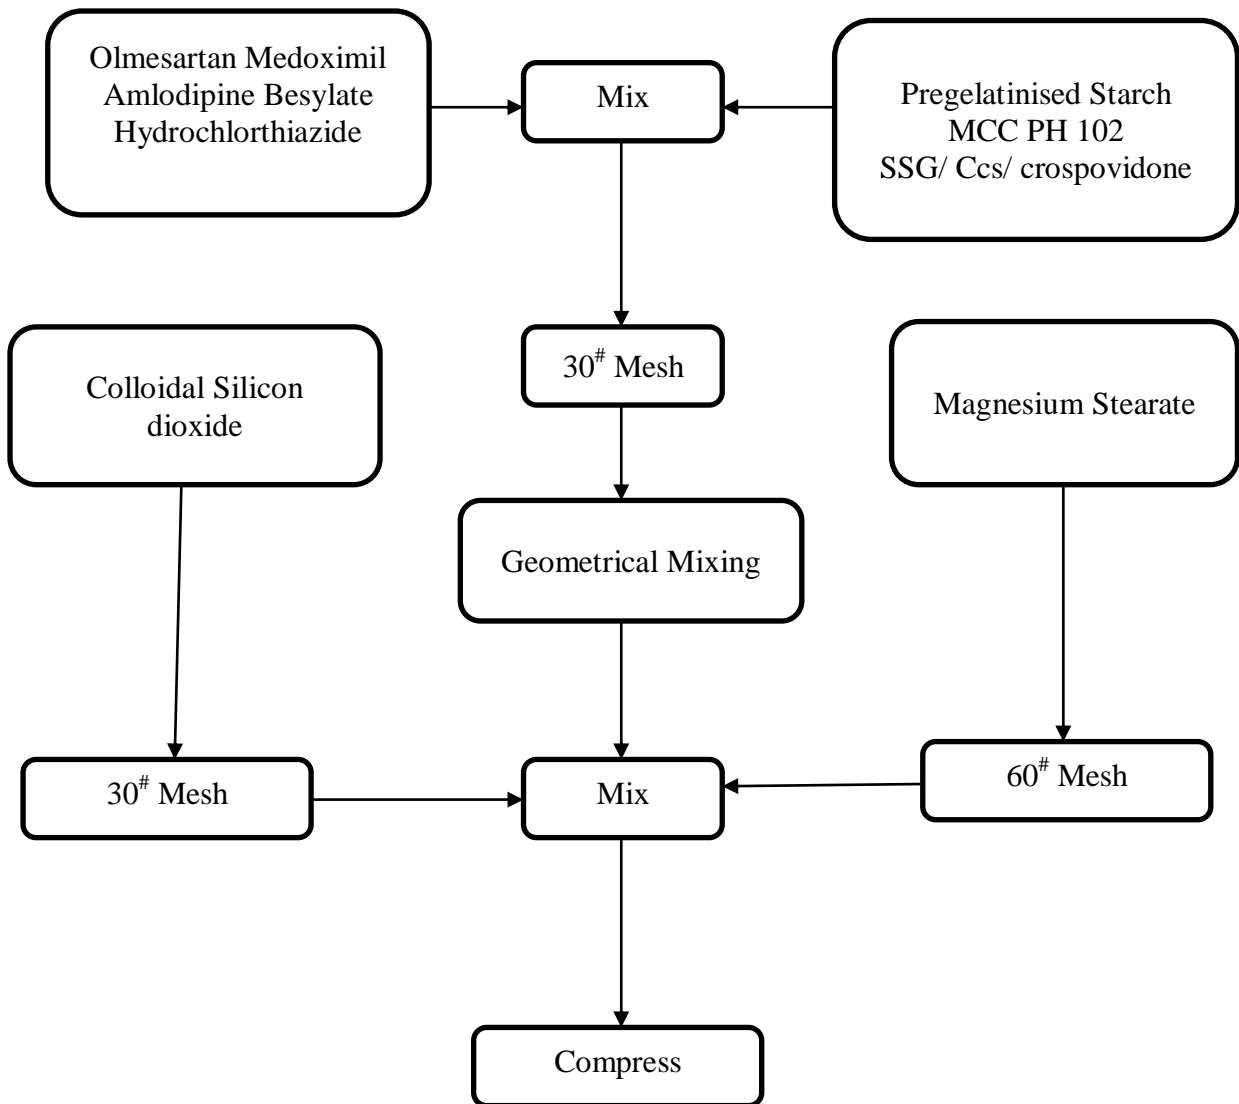 Olmesartan Medoximil
Amlodipine Besylate
Hydrochlorthiazide
Mix
Pregelatinised Starch
MCC PH 102
SSG/ Ccs/ crospovidone
Colloidal Silicon
dioxide
30# Mesh
Magnesium Stearate
Geometrical Mixing
30# Mesh
Mix
60# Mesh
Compress